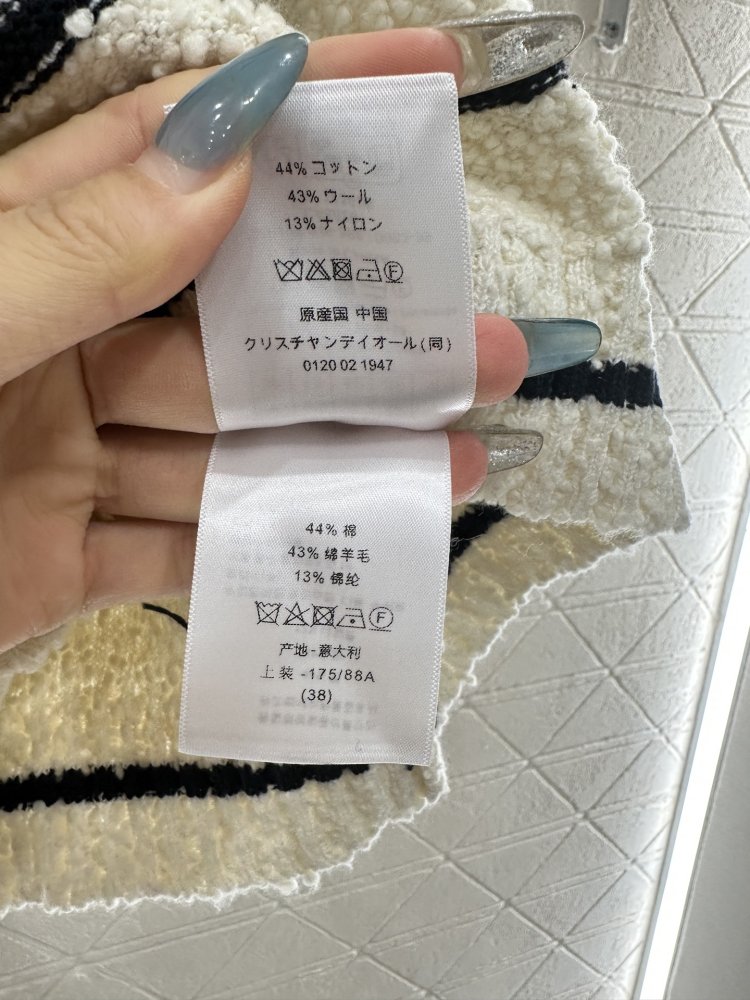 44% コットン
43% ウール
13% ナイロン
F
原産国 中国
クリスチャンデイオール(同)
0120 02 1947
44% 棉
43% 绵羊毛
13% 锦纶
F
产地-意大利
上装 -175/88A
(38)